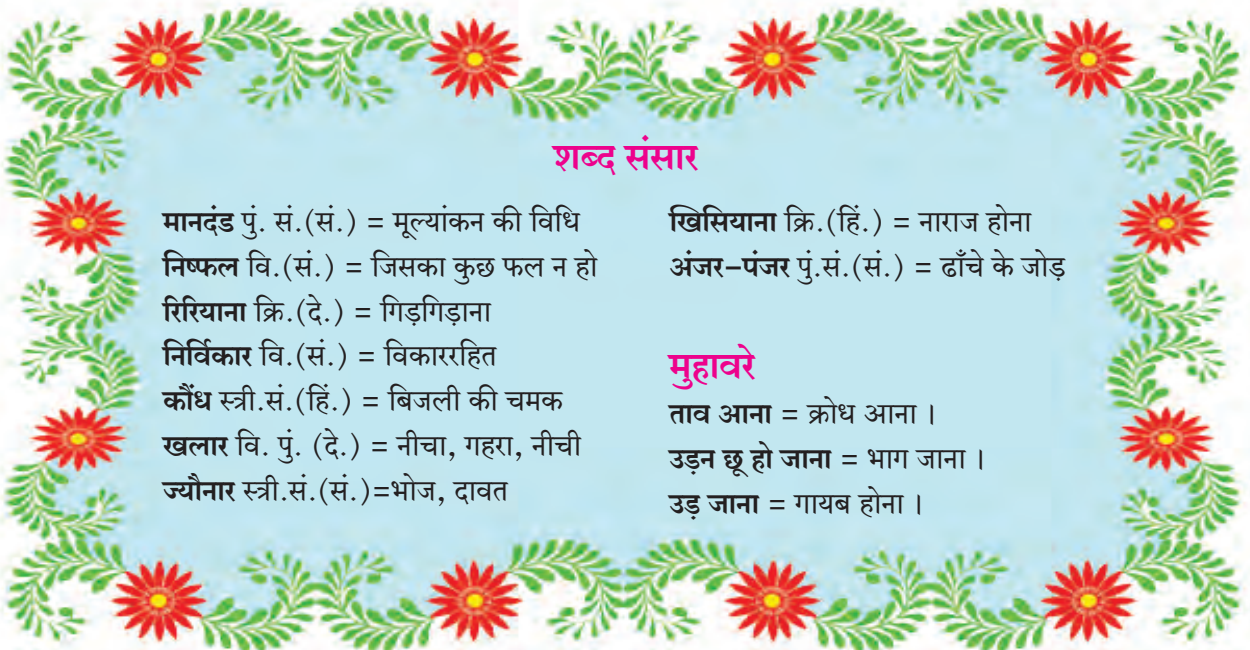 शब्द संसार
मानदंड पुं. सं.(सं.) = मूल्यांकन की विधि
निष्फल वि.(सं.) = जिसका कुछ फल न हो
रिरियाना क्रि.(दे.) = गिड़गिड़ाना
निर्विकार वि.(सं.) = विकाररहित
कौंध स्त्री.सं.(हिं.) = बिजली की चमक
खलार वि. पुं. (दे.) = नीचा, गहरा, नीची
ज्यौनार स्त्री.सं.(सं.)=भोज, दावत
खिसियाना क्रि.(हिं.) = नाराज होना
अंजर-पंजर पुं.सं.(सं.) = ढाँचे के जोड़
मुहावरे
ताव आना = क्रोध आना ।
उड़न छू हो जाना = भाग जाना ।
उड़ जाना = गायब होना ।